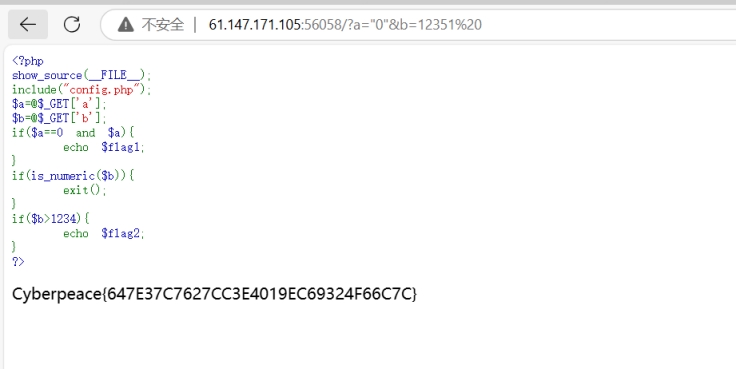 不安全 | 61.147.171.105:56058/?a="0"&b=12351%20
<?php
show_source(__FILE__);
include("config.php");
$a=@$_GET['a'];
$b=@$_GET['b'];
if($a==0 and $a){
echo $flag1;
}
if(is_numeric($b)){
exit();
}
if($b>1234){
echo $flag2;
}
?>
Cyberpeace{647E37C7627CC3E4019EC69324F66C7C}